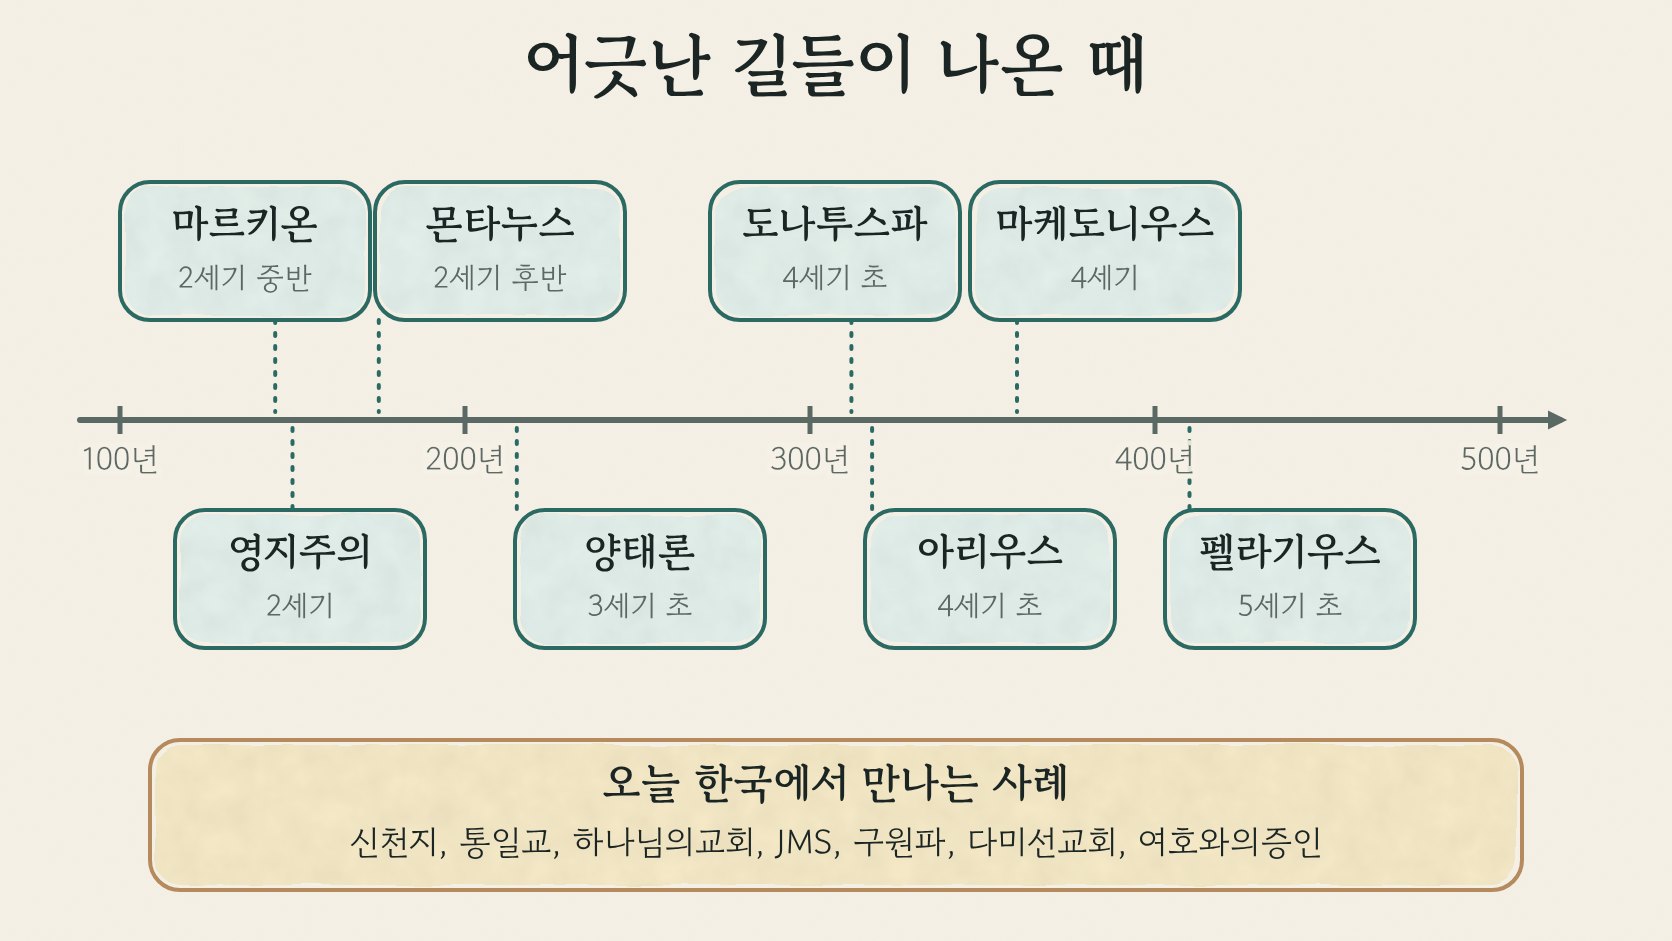 어긋난 길들이 나온 때
마르키온
2세기 중반
몬타누스
2세기 후반
도나투스파
4세기 초
마케도니우스
4세기
100년
200년
300년
400년
500년
영지주의
2세기
양태론
3세기 초
아리우스
4세기 초
펠라기우스
5세기 초
오늘 한국에서 만나는 사례
신천지, 통일교, 하나님의교회, JMS, 구원파, 다미선교회, 여호와의증인